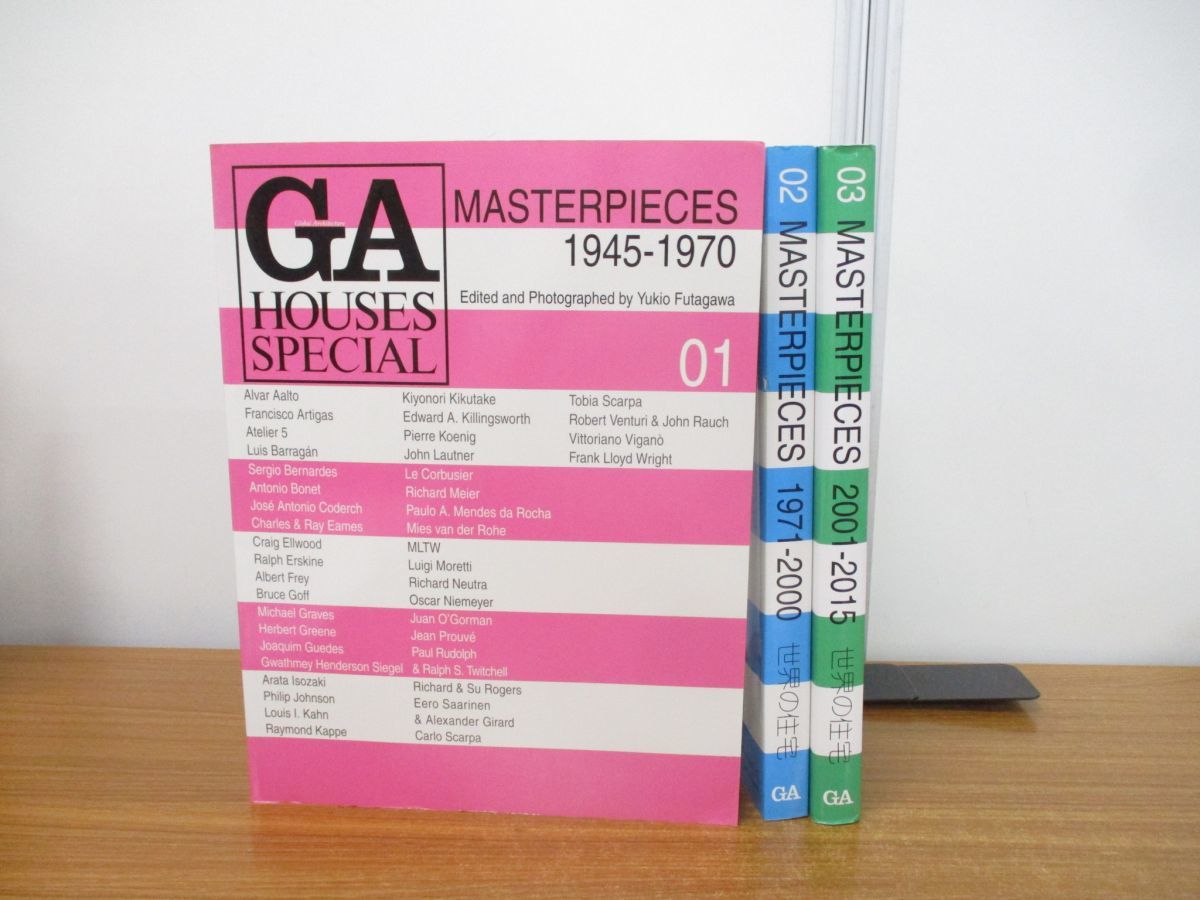 GA
Global Architecture
HOUSES
SPECIAL
MASTERPIECES
1945-1970
Edited and Photographed by Yukio Futagawa
01
Alvar Aalto
Francisco Artigas
Atelier 5
Luis Barragán
Sergio Bernardes
Antonio Bonet
José Antonio Coderch
Charles & Ray Eames
Craig Ellwood
Ralph Erskine
Albert Frey
Bruce Goff
Michael Graves
Herbert Greene
Joaquim Guedes
Gwathmey Henderson Siegel
Arata Isozaki
Philip Johnson
Louis I. Kahn
Raymond Kappe
Kiyonori Kikutake
Edward A. Killingsworth
Pierre Koenig
John Lautner
Le Corbusier
Richard Meier
Paulo A. Mendes da Rocha
Mies van der Rohe
MLTW
Luigi Moretti
Richard Neutra
Oscar Niemeyer
Juan O'Gorman
Jean Prouvé
Paul Rudolph
& Ralph S. Twitchell
Richard & Su Rogers
Eero Saarinen
& Alexander Girard
Carlo Scarpa
Tobia Scarpa
Robert Venturi & John Rauch
Vittoriano Viganò
Frank Lloyd Wright
02 MASTERPIECES 1971-2000 世界の住宅
GA
03 MASTERPIECES 2001-2015 世界の住宅
GA